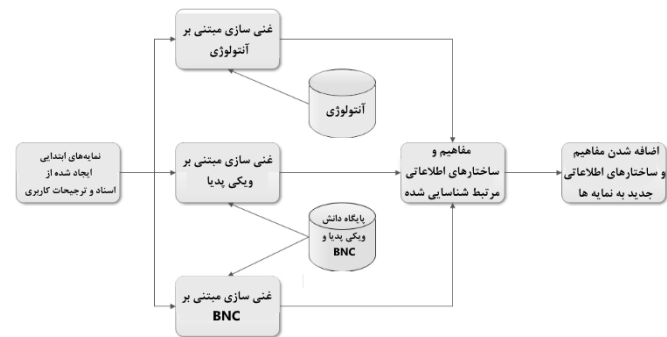 غنی سازی مبتنی بر
آنتولوژی
آنتولوژی
نمایه‌های ابتدایی
ایجاد شده از
اسناد و ترجیحات کاربری
غنی سازی مبتنی بر
ویکی پدیا
مفاهیم و
ساختارهای اطلاعاتی
مرتبط شناسایی شده
اضافه شدن مفاهیم
و ساختارهای اطلاعاتی
جدید به نمایه ها
پایگاه دانش
ویکی پدیا و
BNC
غنی سازی مبتنی بر
BNC